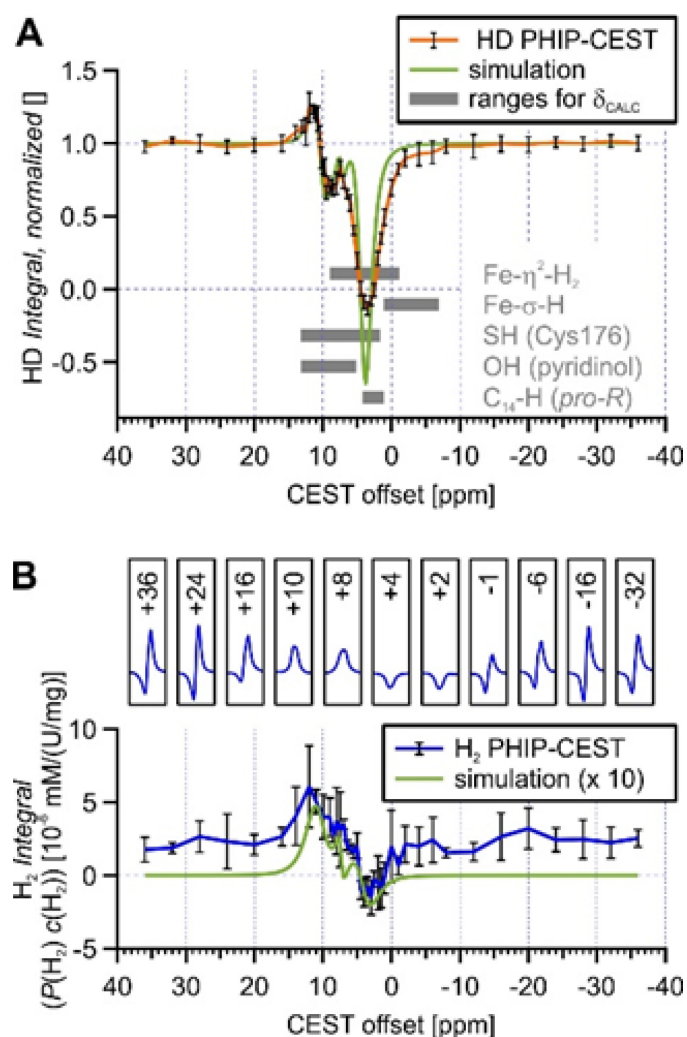 A
HD PHIP-CEST
simulation
ranges for δCALC
HD Integral, normalized []
1.5
1.0
0.5
0.0
-0.5
Fe-η²-H₂
Fe-σ-H
SH (Cys176)
OH (pyridinol)
C₁₄-H (pro-R)
40 30 20 10 0 -10 -20 -30 -40
CEST offset [ppm]
B
+36 +24 +16 +10 +8 +4 +2 -1 -6 -16 -32
H₂ PHIP-CEST
simulation (x 10)
H₂ Integral
(P(H₂) c(H₂)) [10⁻⁶ mM/(U/mg)]
10
5
0
-5
40 30 20 10 0 -10 -20 -30 -40
CEST offset [ppm]